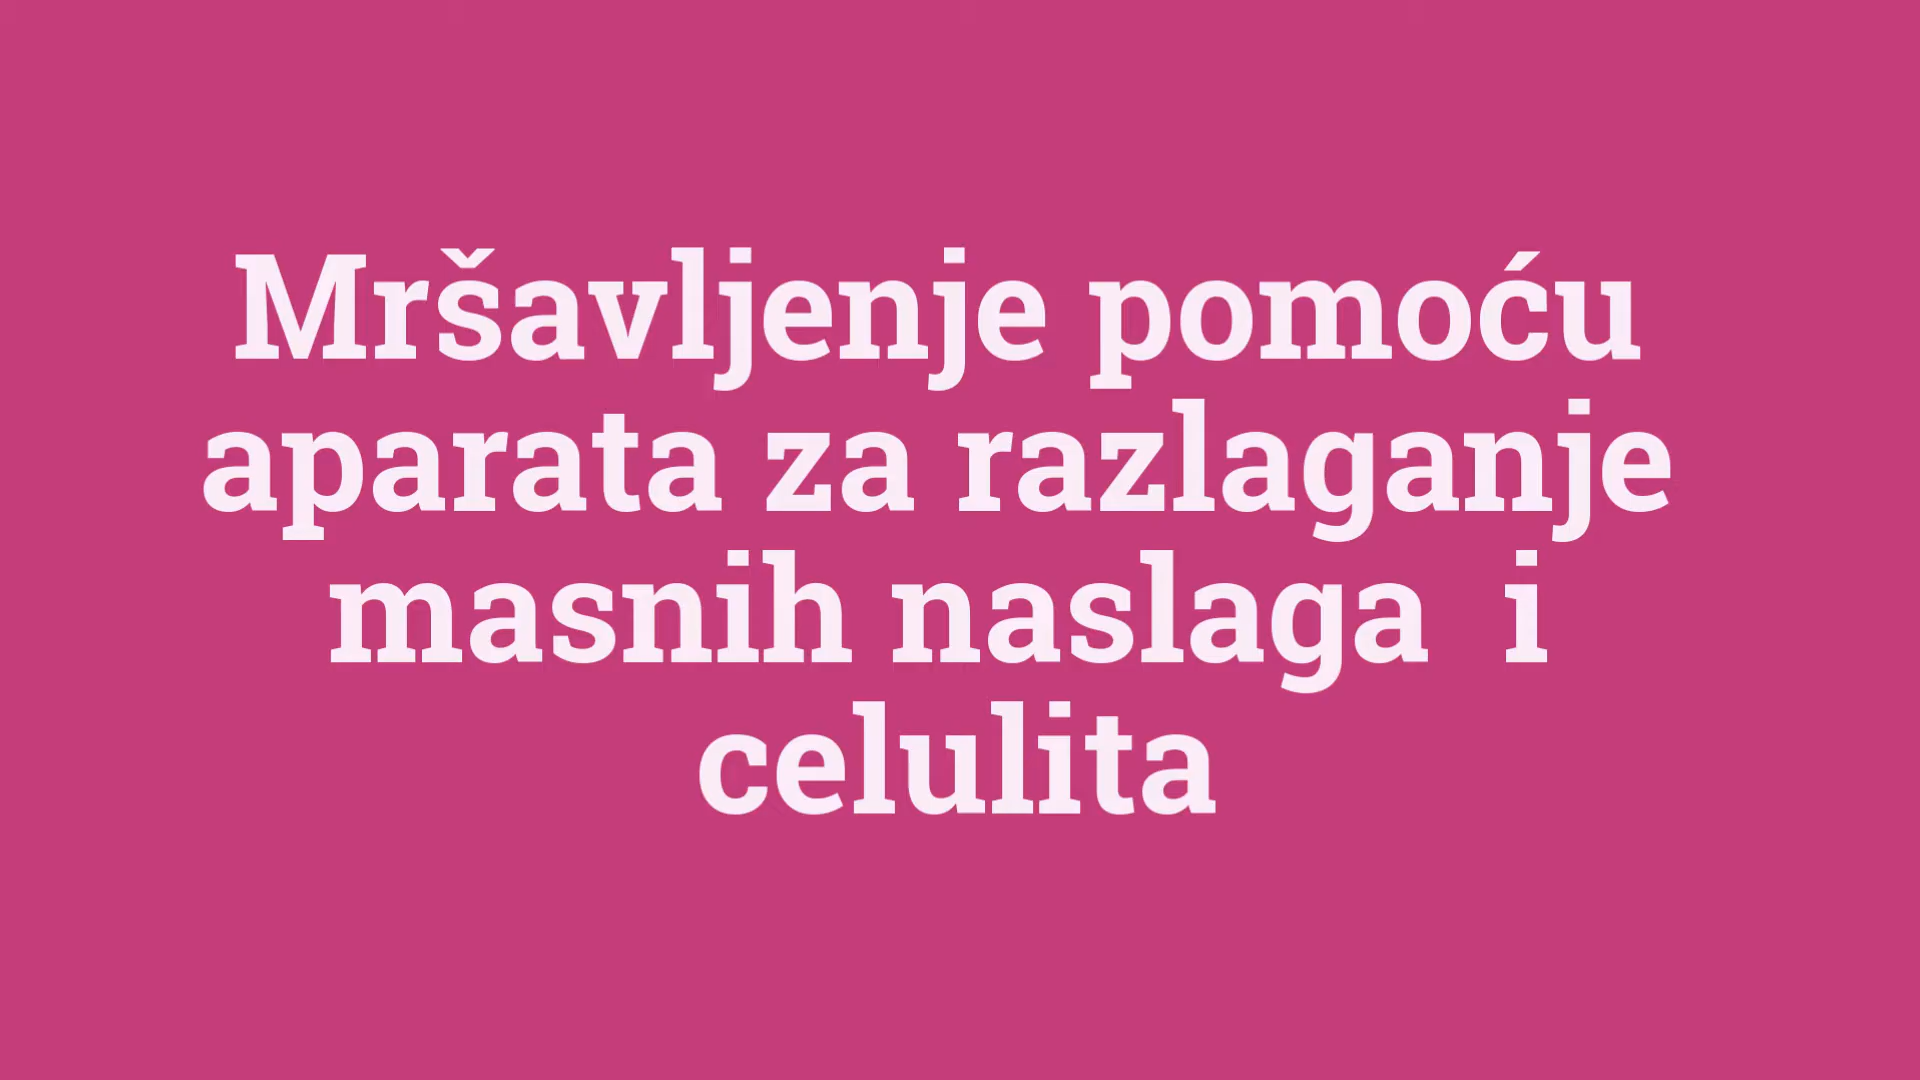 Mršavljenje pomoću
aparata za razlaganje
masnih naslaga  i
celulita